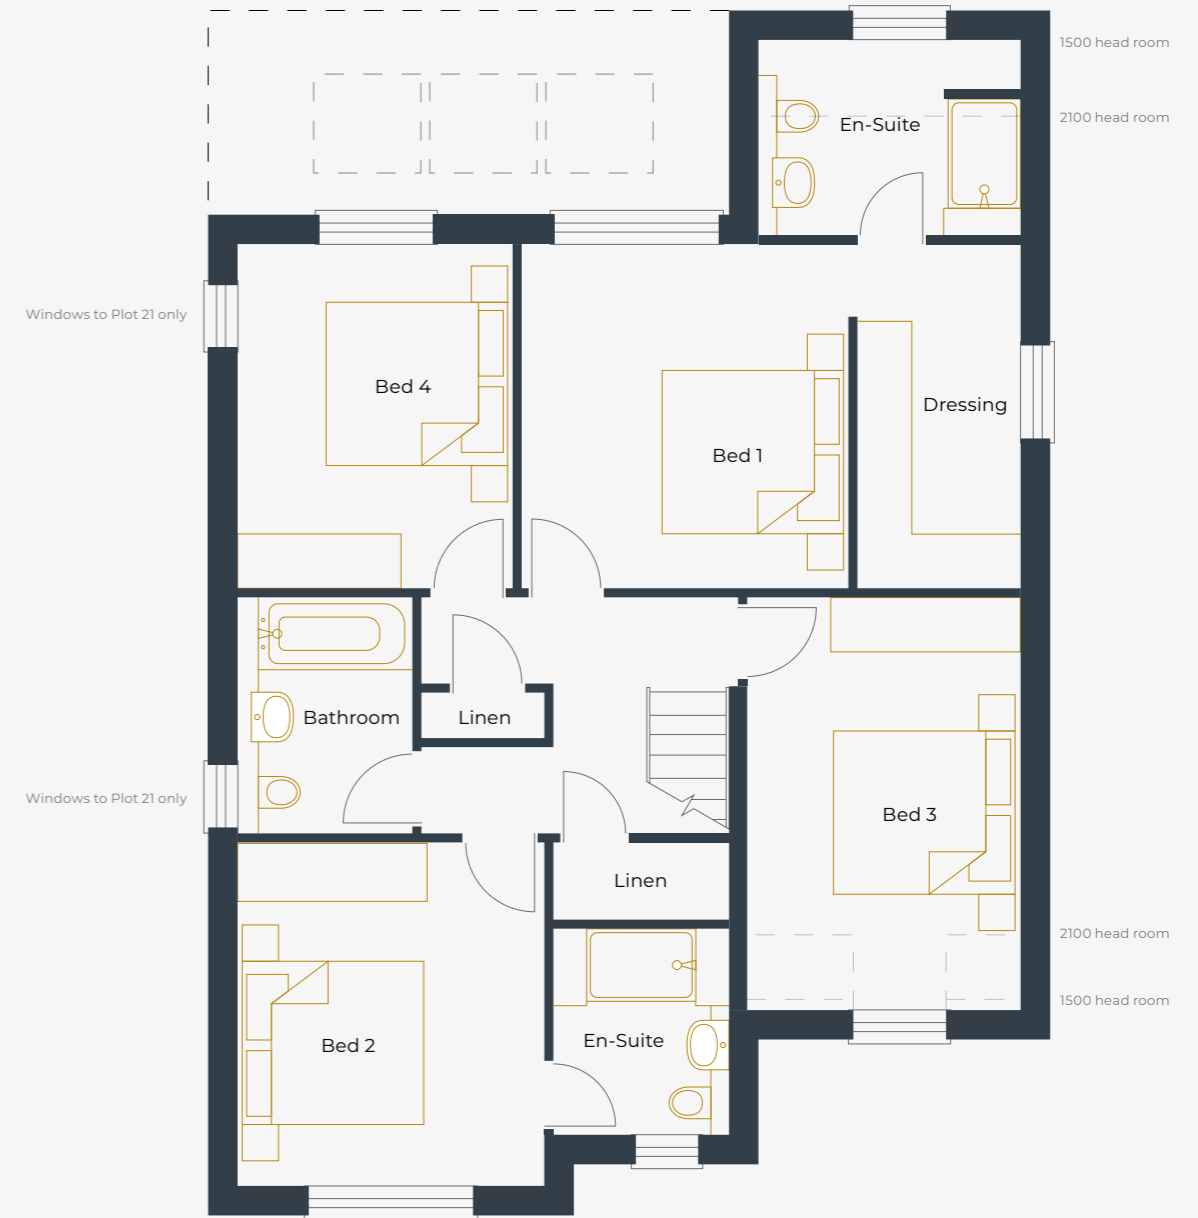 1500 head room
2100 head room
En-Suite
Windows to Plot 21 only
Bed 4
Dressing
Bed 1
Bathroom
Linen
Windows to Plot 21 only
Bed 3
Linen
2100 head room
1500 head room
En-Suite
Bed 2